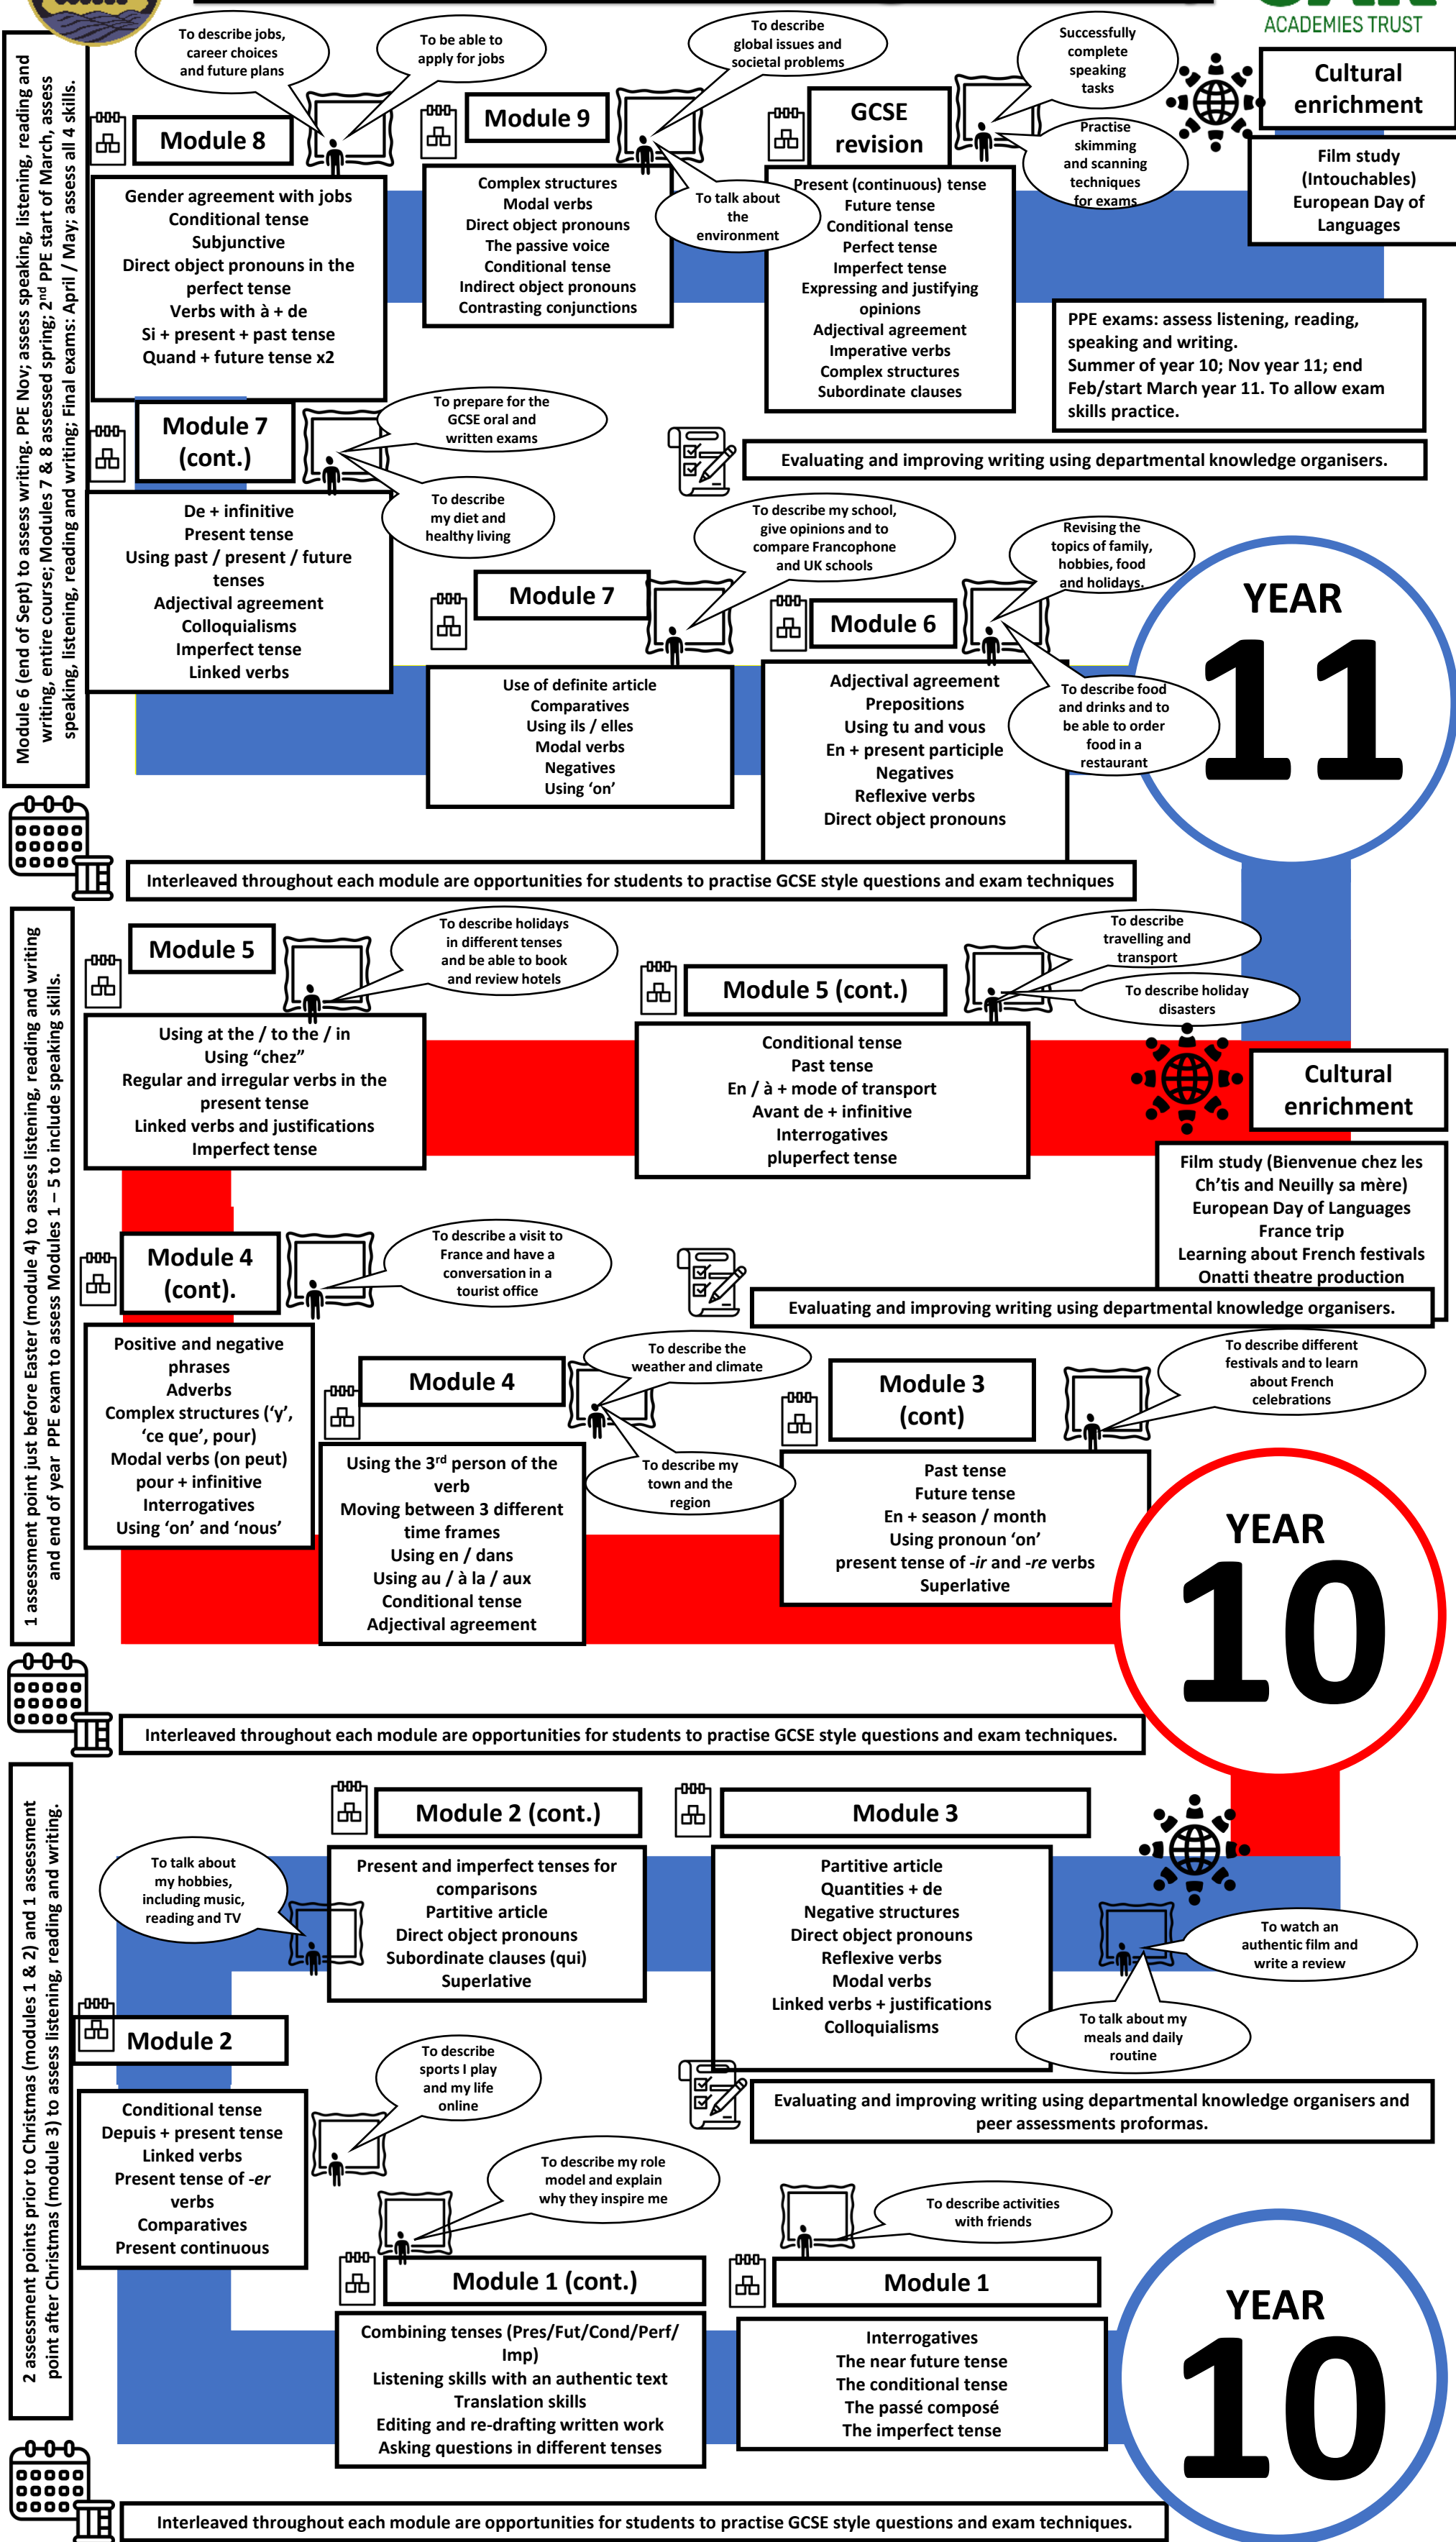 ACADEMIES TRUST
Module 6 (end of Sept) to assess writing. PPE Nov; assess speaking, listening, reading and
writing, entire course; Modules 7 & 8 assessed spring; 2nd PPE start of March, assess
speaking, listening, reading and writing; Final exams: April / May; assess all 4 skills.
To describe jobs,
career choices
and future plans
To be able to
apply for jobs
Module 8
Gender agreement with jobs
Conditional tense
Subjunctive
Direct object pronouns in the
perfect tense
Verbs with à + de
Si + present + past tense
Quand + future tense x2
To describe
global issues and
societal problems
Module 9
Complex structures
Modal verbs
Direct object pronouns
The passive voice
Conditional tense
Indirect object pronouns
Contrasting conjunctions
To talk about
the
environment
Successfully
complete
speaking
tasks
Practise
skimming
and scanning
techniques
for exams
GCSE
revision
Present (continuous) tense
Future tense
Conditional tense
Perfect tense
Imperfect tense
Expressing and justifying
opinions
Adjectival agreement
Imperative verbs
Complex structures
Subordinate clauses
Cultural
enrichment
Film study
(Intouchables)
European Day of
Languages
PPE exams: assess listening, reading,
speaking and writing.
Summer of year 10; Nov year 11; end
Feb/start March year 11. To allow exam
skills practice.
Module 7
(cont.)
To prepare for the
GCSE oral and
written exams
To describe
my diet and
healthy living
De + infinitive
Present tense
Using past / present / future
tenses
Adjectival agreement
Colloquialisms
Imperfect tense
Linked verbs
Evaluating and improving writing using departmental knowledge organisers.
To describe my school,
give opinions and to
compare Francophone
and UK schools
Module 7
Use of definite article
Comparatives
Using ils / elles
Modal verbs
Negatives
Using ‘on’
Revising the
topics of family,
hobbies, food
and holidays.
Module 6
Adjectival agreement
Prepositions
Using tu and vous
En + present participle
Negatives
Reflexive verbs
Direct object pronouns
To describe food
and drinks and to
be able to order
food in a
restaurant
YEAR
11
Interleaved throughout each module are opportunities for students to practise GCSE style questions and exam techniques
1 assessment point just before Easter (module 4) to assess listening, reading and writing
and end of year PPE exam to assess Modules 1 – 5 to include speaking skills.
Module 5
To describe holidays
in different tenses
and be able to book
and review hotels
Using at the / to the / in
Using “chez”
Regular and irregular verbs in the
present tense
Linked verbs and justifications
Imperfect tense
Module 5 (cont.)
To describe
travelling and
transport
To describe holiday
disasters
Conditional tense
Past tense
En / à + mode of transport
Avant de + infinitive
Interrogatives
pluperfect tense
Cultural
enrichment
Film study (Bienvenue chez les
Ch’tis and Neuilly sa mère)
European Day of Languages
France trip
Learning about French festivals
Onatti theatre production
Module 4
(cont).
To describe a visit to
France and have a
conversation in a
tourist office
Evaluating and improving writing using departmental knowledge organisers.
Positive and negative
phrases
Adverbs
Complex structures (‘y’,
‘ce que’, pour)
Modal verbs (on peut)
pour + infinitive
Interrogatives
Using ‘on’ and ‘nous’
Module 4
To describe the
weather and climate
To describe my
town and the
region
Using the 3rd person of the
verb
Moving between 3 different
time frames
Using en / dans
Using au / à la / aux
Conditional tense
Adjectival agreement
Module 3
(cont)
To describe different
festivals and to learn
about French
celebrations
Past tense
Future tense
En + season / month
Using pronoun ‘on’
present tense of -ir and -re verbs
Superlative
YEAR
10
Interleaved throughout each module are opportunities for students to practise GCSE style questions and exam techniques.
2 assessment points prior to Christmas (modules 1 & 2) and 1 assessment
point after Christmas (module 3) to assess listening, reading and writing.
To talk about
my hobbies,
including music,
reading and TV
Module 2 (cont.)
Present and imperfect tenses for
comparisons
Partitive article
Direct object pronouns
Subordinate clauses (qui)
Superlative
Module 3
Partitive article
Quantities + de
Negative structures
Direct object pronouns
Reflexive verbs
Modal verbs
Linked verbs + justifications
Colloquialisms
To watch an
authentic film and
write a review
To talk about my
meals and daily
routine
Module 2
Conditional tense
Depuis + present tense
Linked verbs
Present tense of -er
verbs
Comparatives
Present continuous
To describe
sports I play
and my life
online
Evaluating and improving writing using departmental knowledge organisers and
peer assessments proformas.
To describe my role
model and explain
why they inspire me
Module 1 (cont.)
Combining tenses (Pres/Fut/Cond/Perf/
Imp)
Listening skills with an authentic text
Translation skills
Editing and re-drafting written work
Asking questions in different tenses
To describe activities
with friends
Module 1
Interrogatives
The near future tense
The conditional tense
The passé composé
The imperfect tense
YEAR
10
Interleaved throughout each module are opportunities for students to practise GCSE style questions and exam techniques.